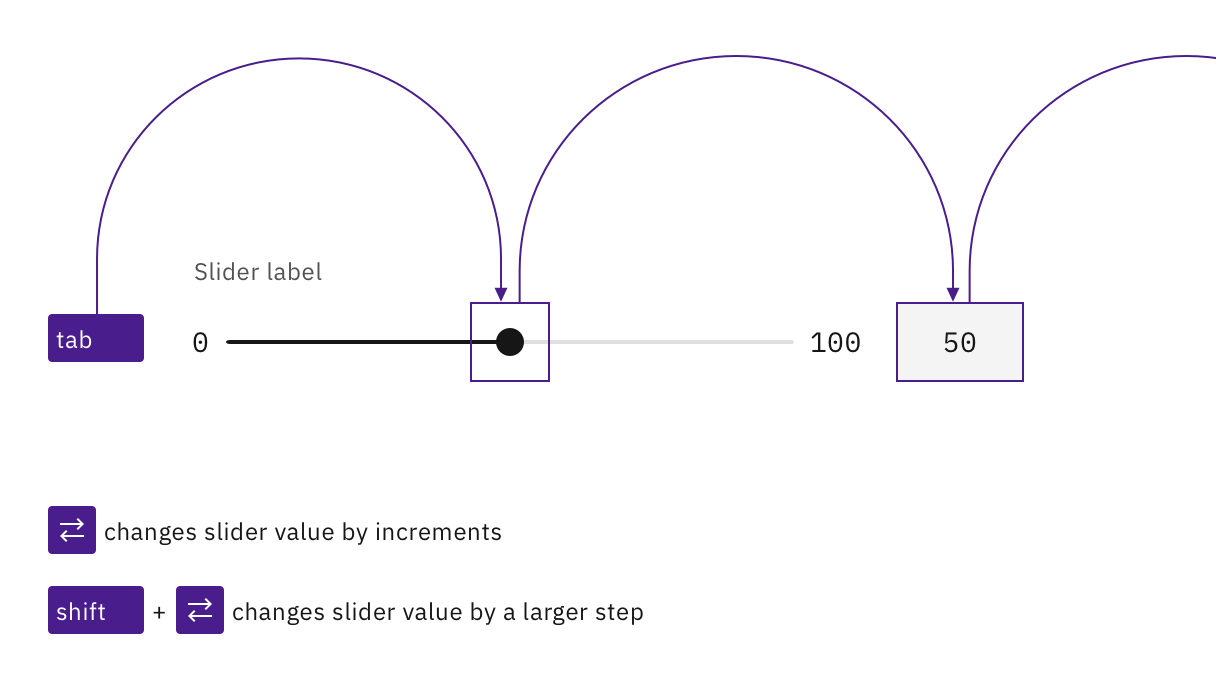 Slider label
tab 0 100 50
changes slider value by increments
shift + changes slider value by a larger step